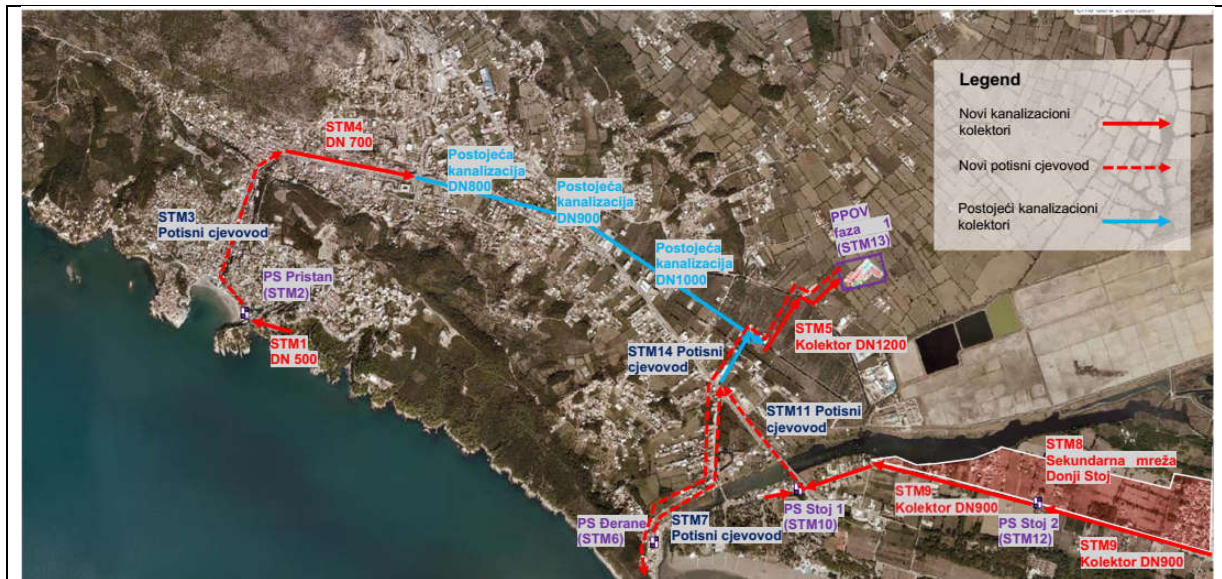 Legend
Novi kanalizacioni
kolektori
Novi potisni cjevovod
Postojeći kanalizacioni
kolektori
STM4
DN 700
Postojeća
kanalizacija
DN800
Postojeća
kanalizacija
DN900
STM3
Potisni cjevovod
PPOV
faza 1
(STM13)
Postojeća
kanalizacija
DN1000
PS Pristan
(STM2)
STM1
DN 500
STM5
Kolektor DN1200
STM14 Potisni
cjevovod
STM11 Potisni
cjevovod
STM8
Sekundarna mreža
Donji Stoj
STM9
Kolektor DN900
PS Stoj 1
(STM10)
PS Stoj 2
(STM12)
PS Đerane
(STM6)
STM7
Potisni cjevovod
STM9
Kolektor DN900